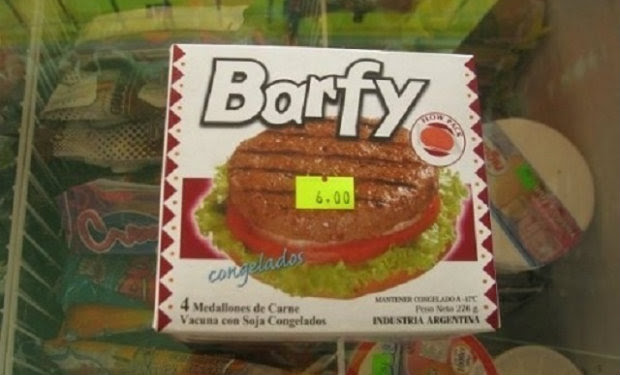 Barfy
FLOW PACK
6.00
congelados
4 Medallones de Carne
Vacuna con Soja Congelados
MANTENER CONGELADO A -17ºC
Peso Neto 226 g.
INDUSTRIA ARGENTINA